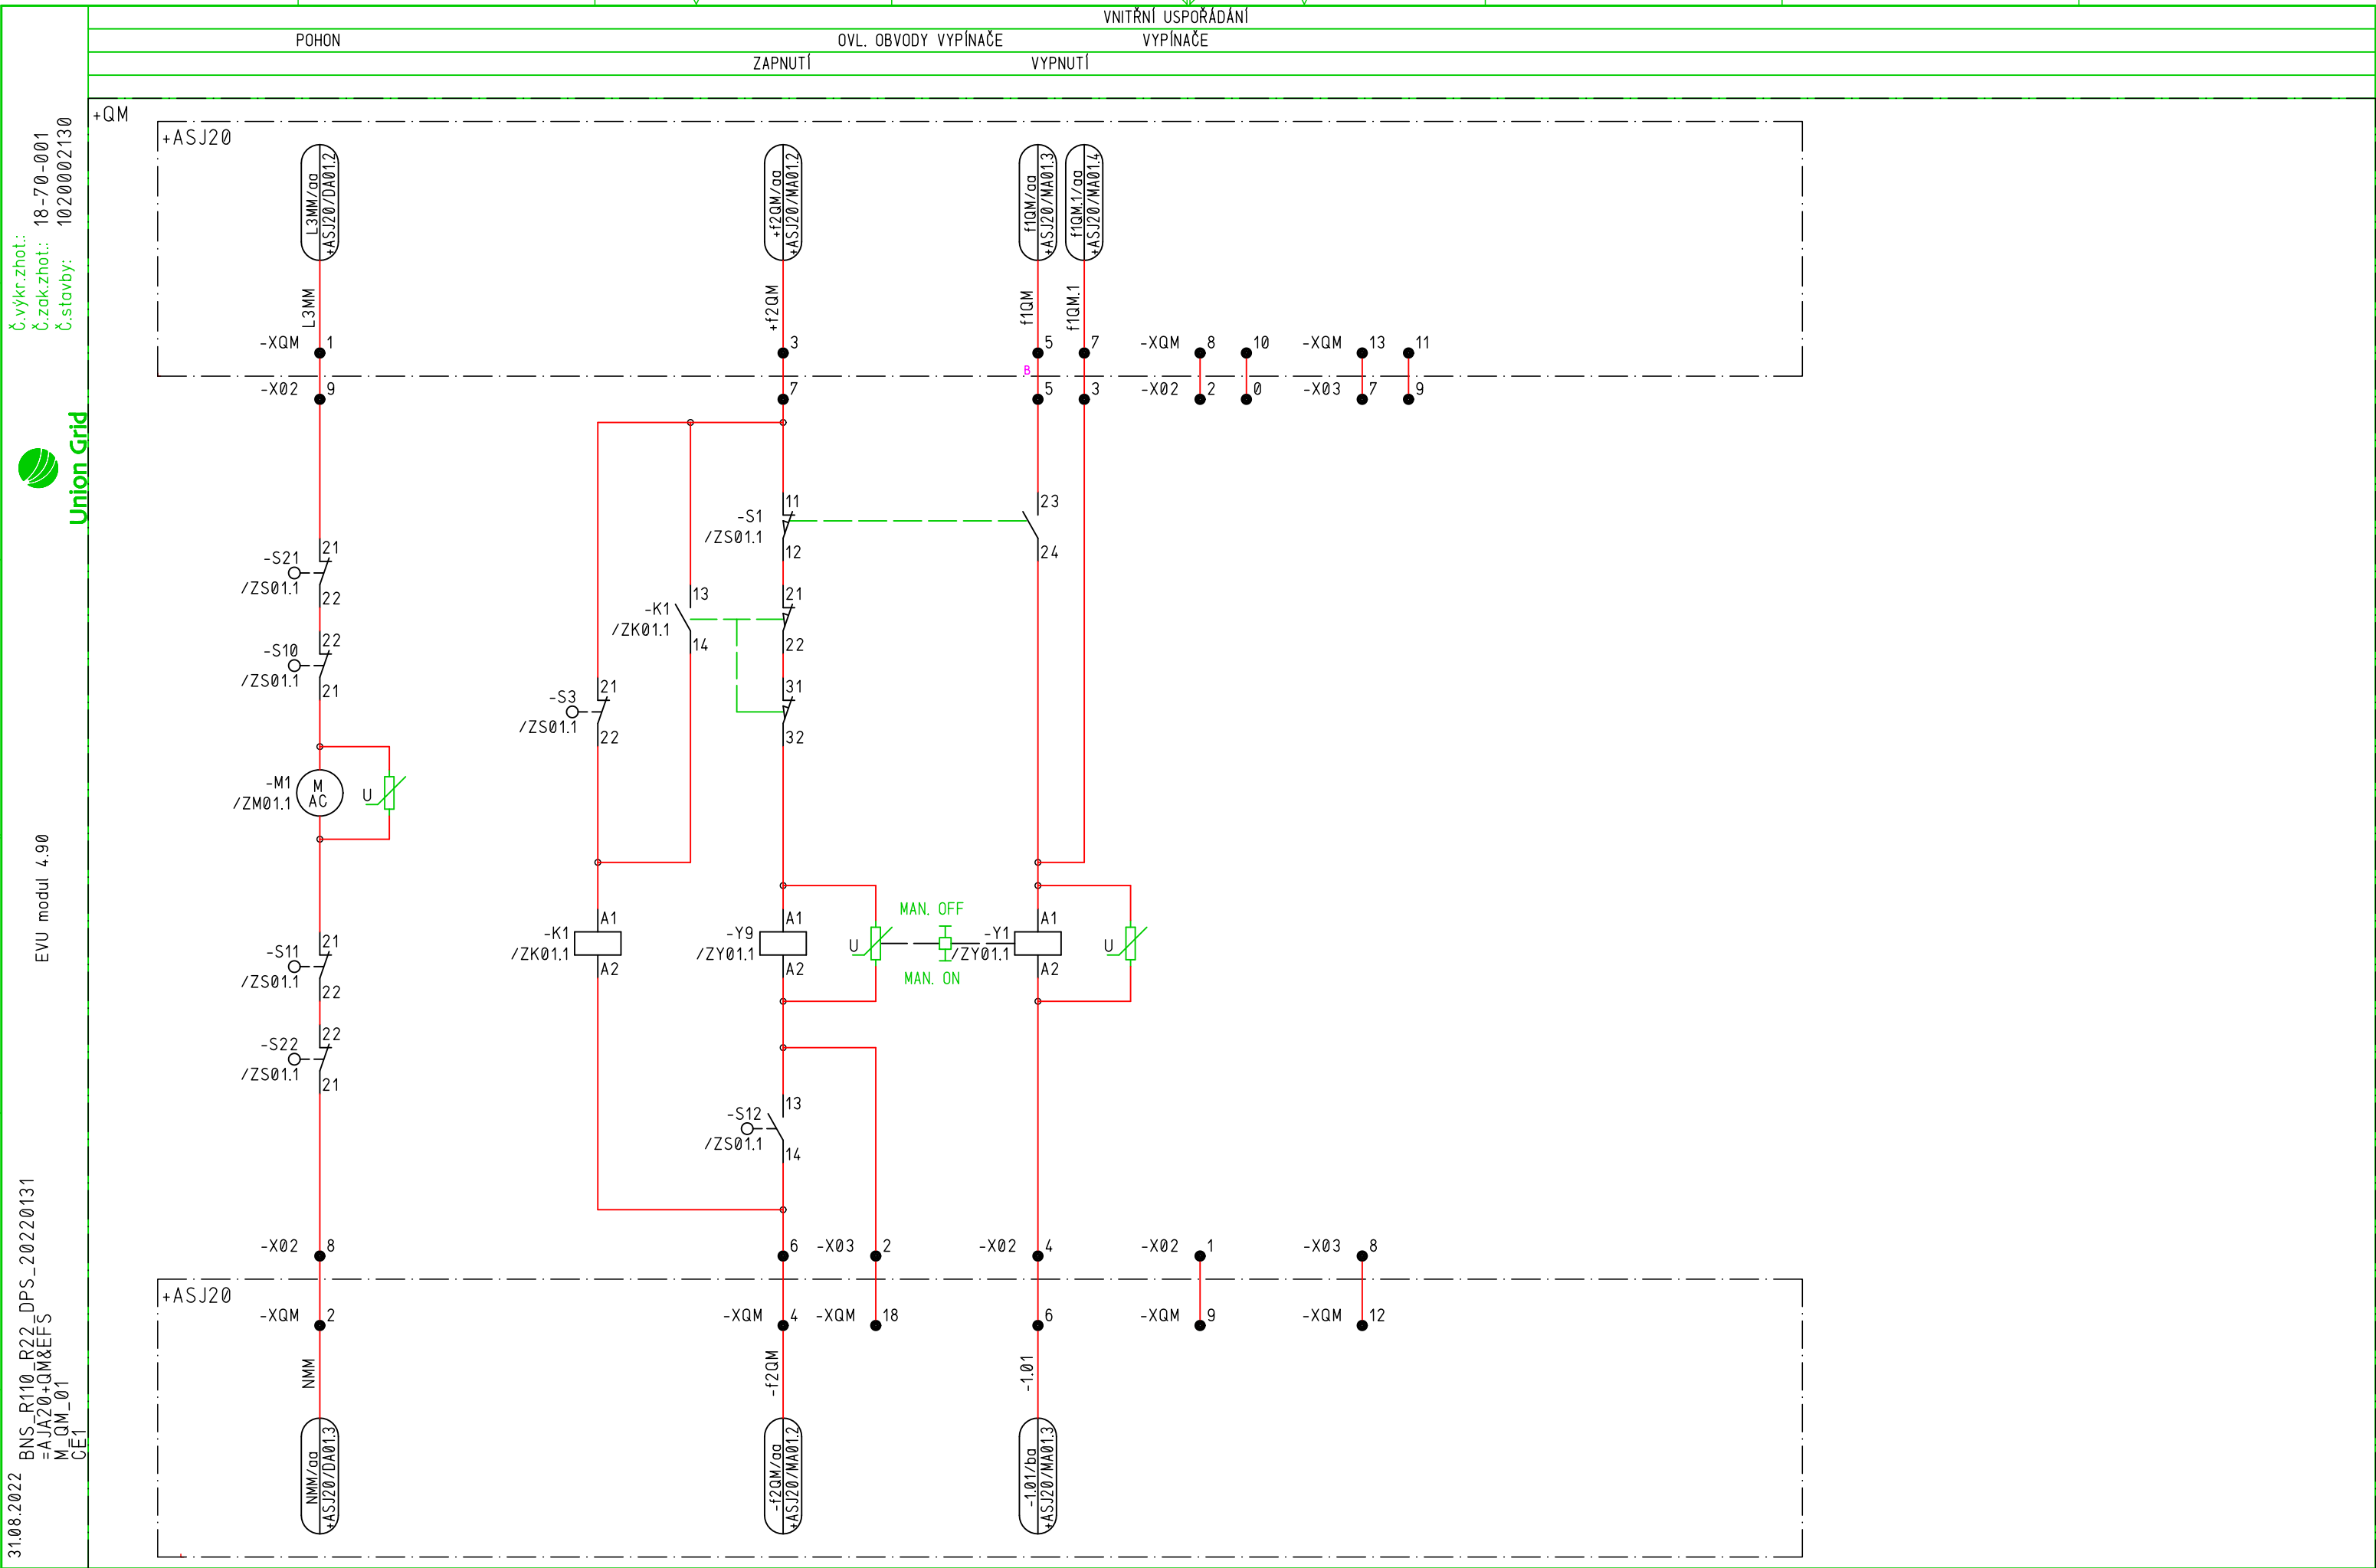 VNITŘNÍ USPOŘÁDÁNÍ
POHON
OVL. OBVODY VYPÍNAČE
VYPÍNAČE
ZAPNUTÍ
VYPNUTÍ
Č.výkr.zhot.:
Č.zak.zhot.: 18-70-001
Č.stavby: 1020002130
Union Grid
EVU modul 4.90
BNS_R110_R22_DPS_20220131
=AJA20+QM&EFS
M_QM_01
CE1
31.08.2022
+QM
+ASJ20
L3MM/aa
+ASJ20/DA01.2
+f2QM/aa
+ASJ20/MA01.2
f1QM/aa
+ASJ20/MA01.3
f1QM.1/aa
+ASJ20/MA01.4
L3MM
+f2QM
f1QM
f1QM.1
-XQM 1
3
5
7
-XQM 8
10
-XQM 13
11
B
-X02 9
7
5
3
-X02 2
0
-X03 7
9
-S21
/ZS01.1
21
22
-S10
/ZS01.1
22
21
-M1
/ZM01.1
M
AC
U
-S11
/ZS01.1
21
22
-S22
/ZS01.1
22
21
-S3
/ZS01.1
21
22
-K1
/ZK01.1
13
14
-S1
/ZS01.1
11
12
21
22
31
32
23
24
-K1
/ZK01.1
A1
A2
-Y9
/ZY01.1
A1
A2
U
MAN. OFF
MAN. ON
-Y1
/ZY01.1
A1
A2
U
-S12
/ZS01.1
13
14
-X02 8
6
-X03 2
-X02 4
-X02 1
-X03 8
+ASJ20
-XQM 2
-XQM 4
-XQM 18
6
-XQM 9
-XQM 12
NMM
-f2QM
-1.01
NMM/aa
+ASJ20/DA01.3
-f2QM/aa
+ASJ20/MA01.2
-1.01/ba
+ASJ20/MA01.3